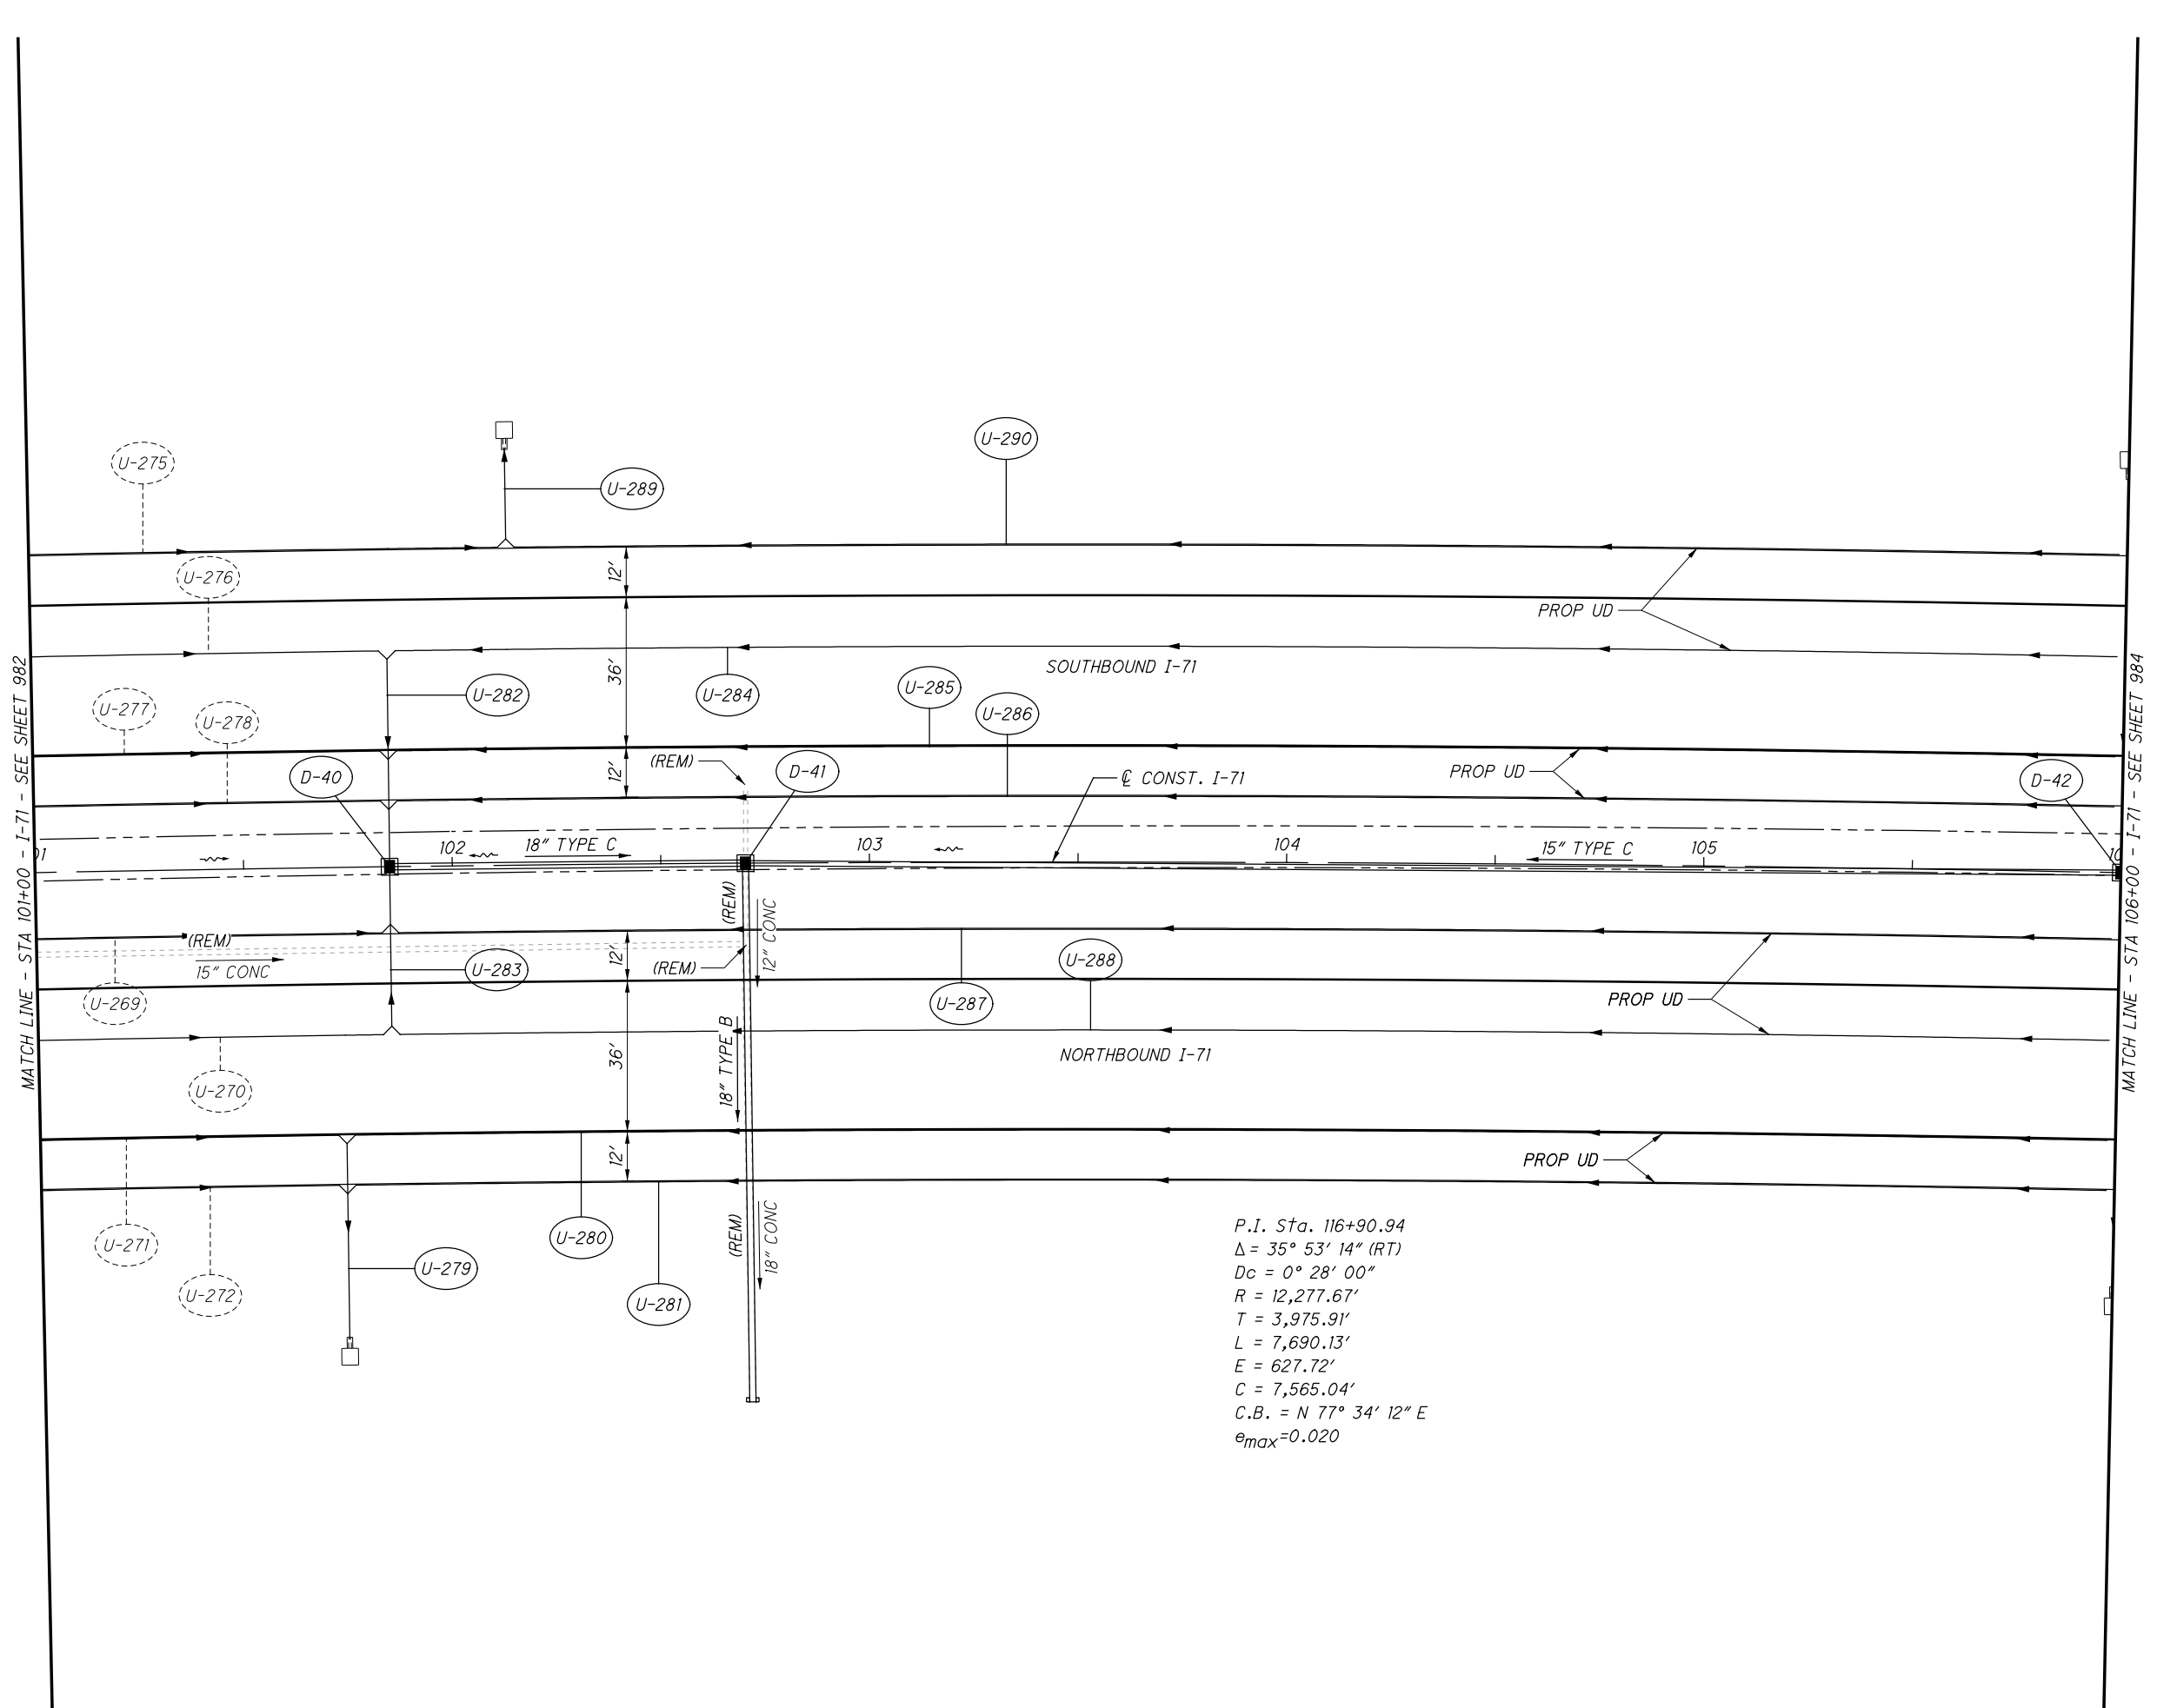 U-290
U-275
U-289
U-276
12′
PROP UD
SOUTHBOUND I-71
36′
U-282
U-284
U-285
U-286
U-277
U-278
(REM)
12′
PROP UD
D-40
D-41
℄ CONST. I-71
D-42
MATCH LINE - STA 101+00 - I-71 - SEE SHEET 982
MATCH LINE - STA 106+00 - I-71 - SEE SHEET 984
01
102
18″ TYPE C
103
104
15″ TYPE C
105
10
(REM)
12″ CONC
(REM)
15″ CONC
12′
(REM)
U-283
U-288
U-269
U-287
PROP UD
18″ TYPE B
36′
NORTHBOUND I-71
U-270
12′
PROP UD
U-271
U-280
(REM)
18″ CONC
U-279
U-272
U-281
P.I. Sta. 116+90.94
Δ = 35° 53′ 14″ (RT)
Dc = 0° 28′ 00″
R = 12,277.67′
T = 3,975.91′
L = 7,690.13′
E = 627.72′
C = 7,565.04′
C.B. = N 77° 34′ 12″ E
emax=0.020